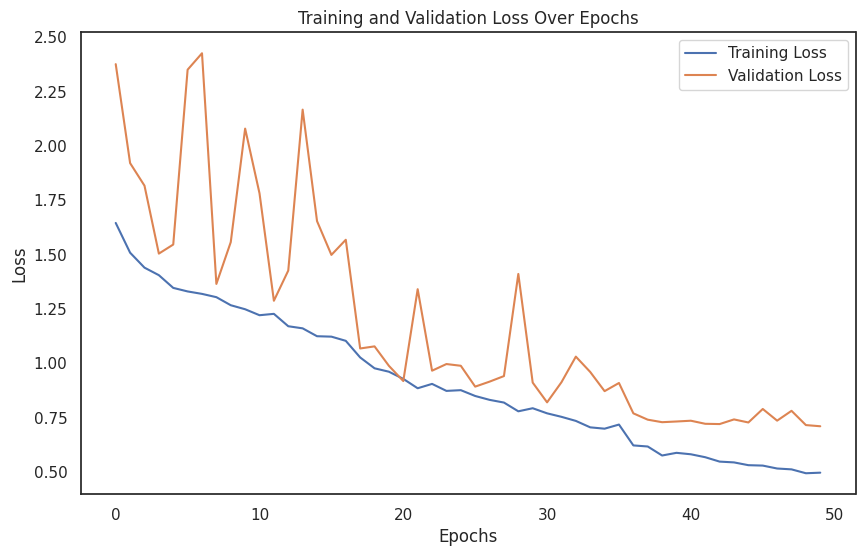 Training and Validation Loss Over Epochs
Training Loss
Validation Loss
2.50
2.25
2.00
1.75
1.50
1.25
1.00
0.75
0.50
Loss
0 10 20 30 40 50
Epochs